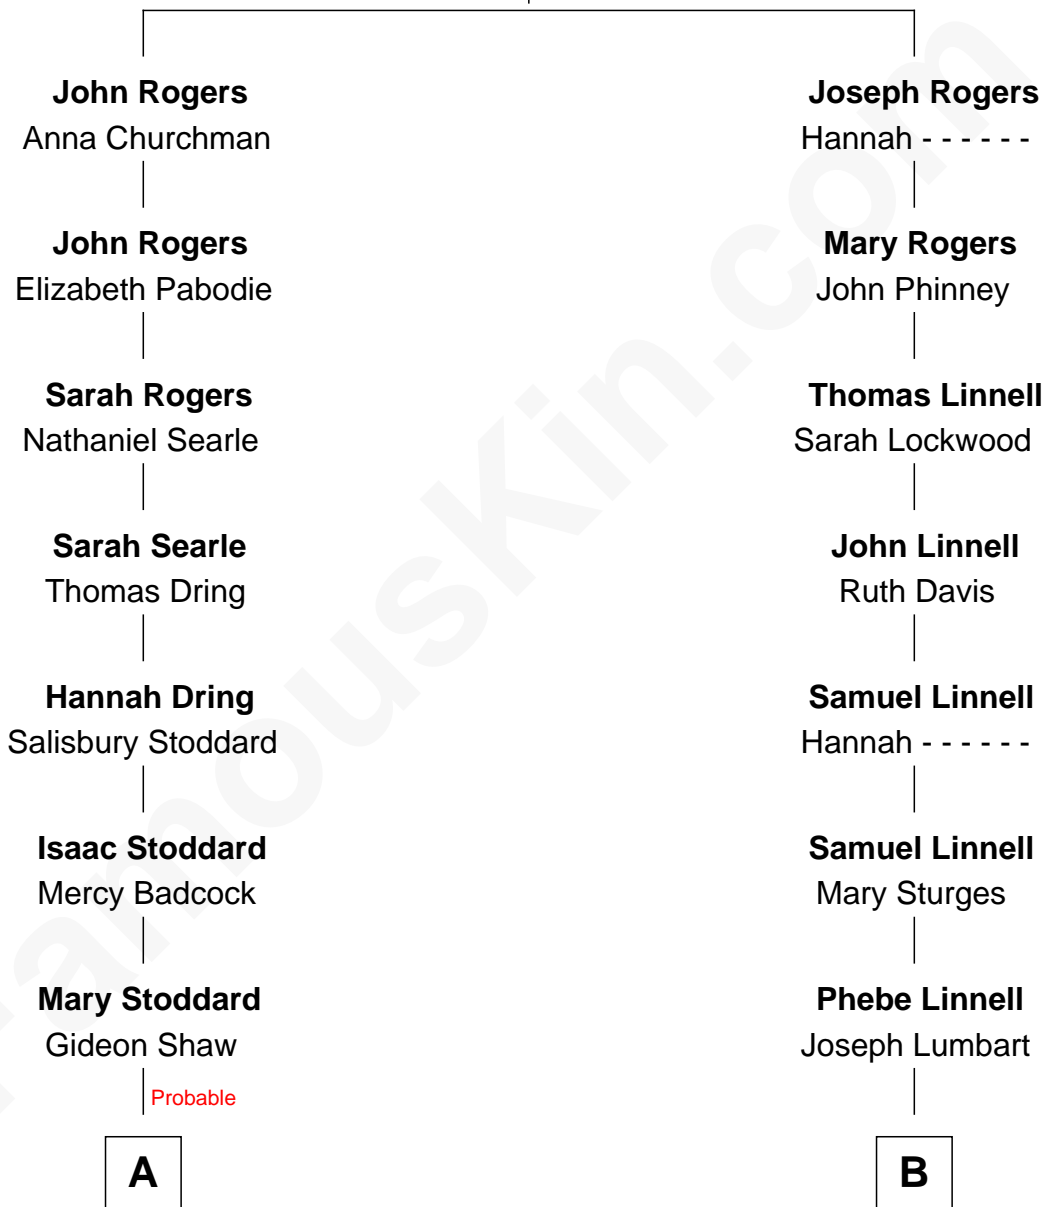 John Rogers
Anna Churchman
John Rogers
Elizabeth Pabodie
Sarah Rogers
Nathaniel Searle
Sarah Searle
Thomas Dring
Hannah Dring
Salisbury Stoddard
Isaac Stoddard
Mercy Badcock
Mary Stoddard
Gideon Shaw
Probable
A
Joseph Rogers
Hannah - - - - - -
Mary Rogers
John Phinney
Thomas Linnell
Sarah Lockwood
John Linnell
Ruth Davis
Samuel Linnell
Hannah - - - - - -
Samuel Linnell
Mary Sturges
Phebe Linnell
Joseph Lumbart
B
FamousKin.com